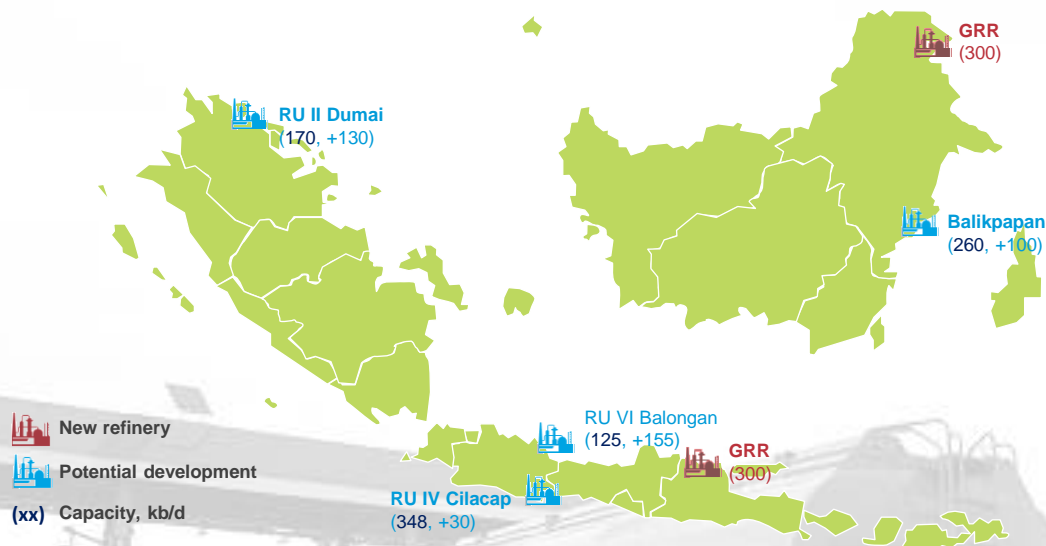 GRR
(300)
RU II Dumai
(170, +130)
Balikpapan
(260, +100)
RU VI Balongan
(125, +155)
GRR
(300)
RU IV Cilacap
(348, +30)
New refinery
Potential development
(xx) Capacity, kb/d